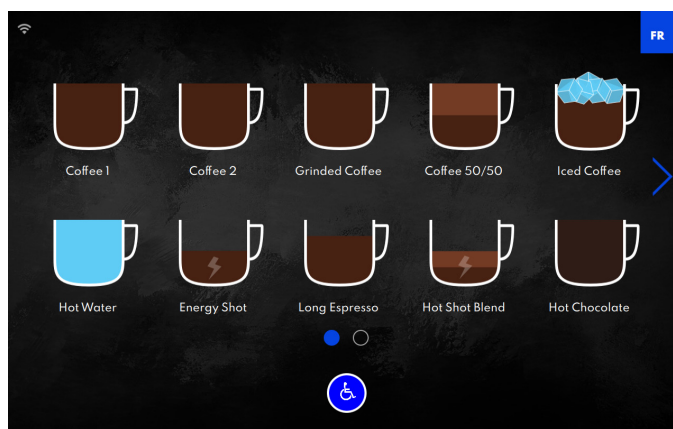 FR
Coffee 1
Coffee 2
Grinded Coffee
Coffee 50/50
Iced Coffee
Hot Water
Energy Shot
Long Espresso
Hot Shot Blend
Hot Chocolate